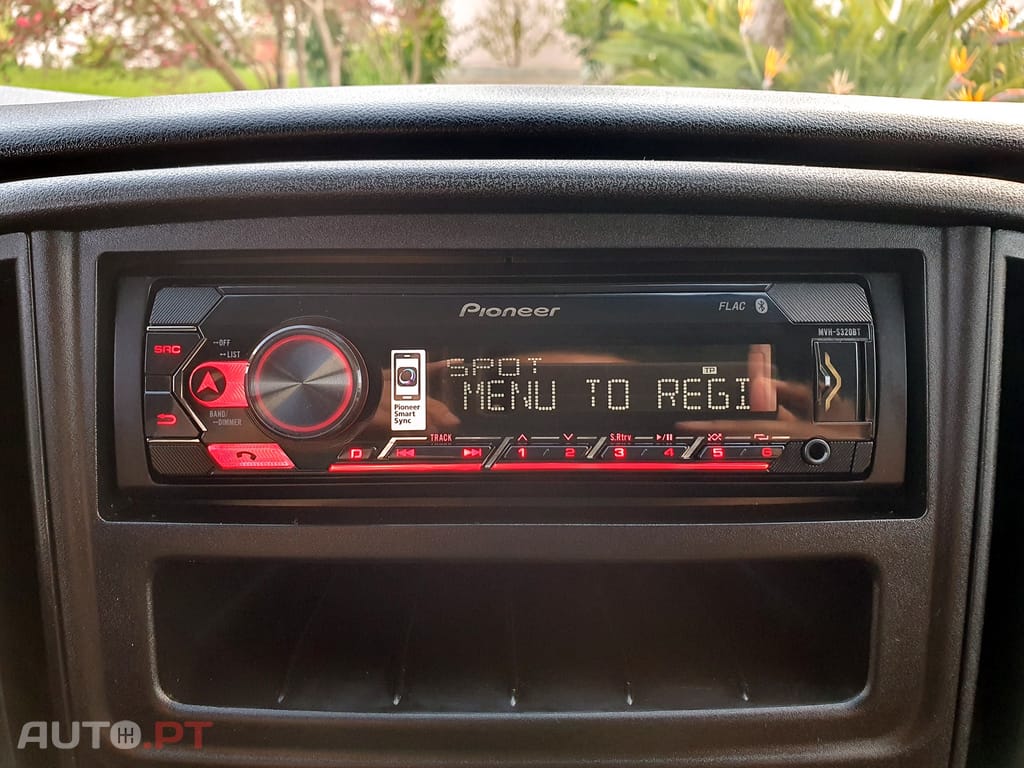 Pioneer
FLAC
MVH-S320BT
SRC
OFF
LIST
BAND/
DIMMER
Pioneer
Smart
Sync
SPOT
TP
MENU TO REGI
D
TRACK
1
2
S.Rtrv
3
4
5
6
AUTO.PT